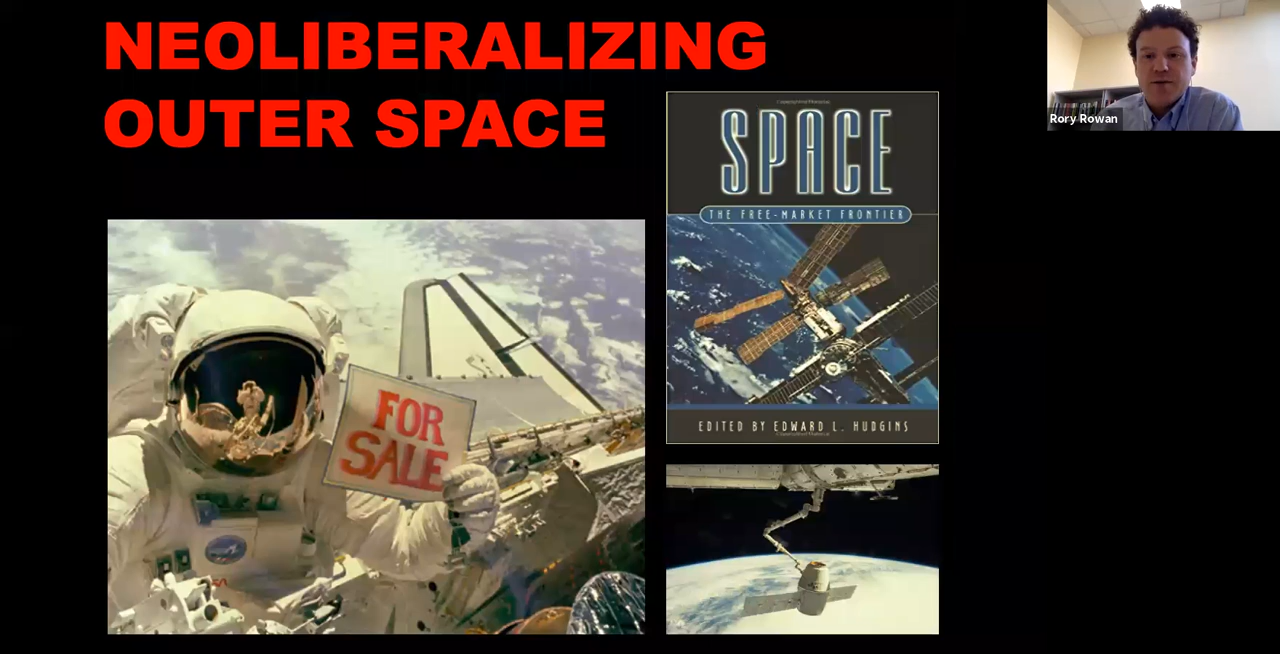 NEOLIBERALIZING
OUTER SPACE
Rory Rowan
SPACE
THE FREE-MARKET FRONTIER
FOR
SALE
EDITED BY EDWARD L. HUDGINS